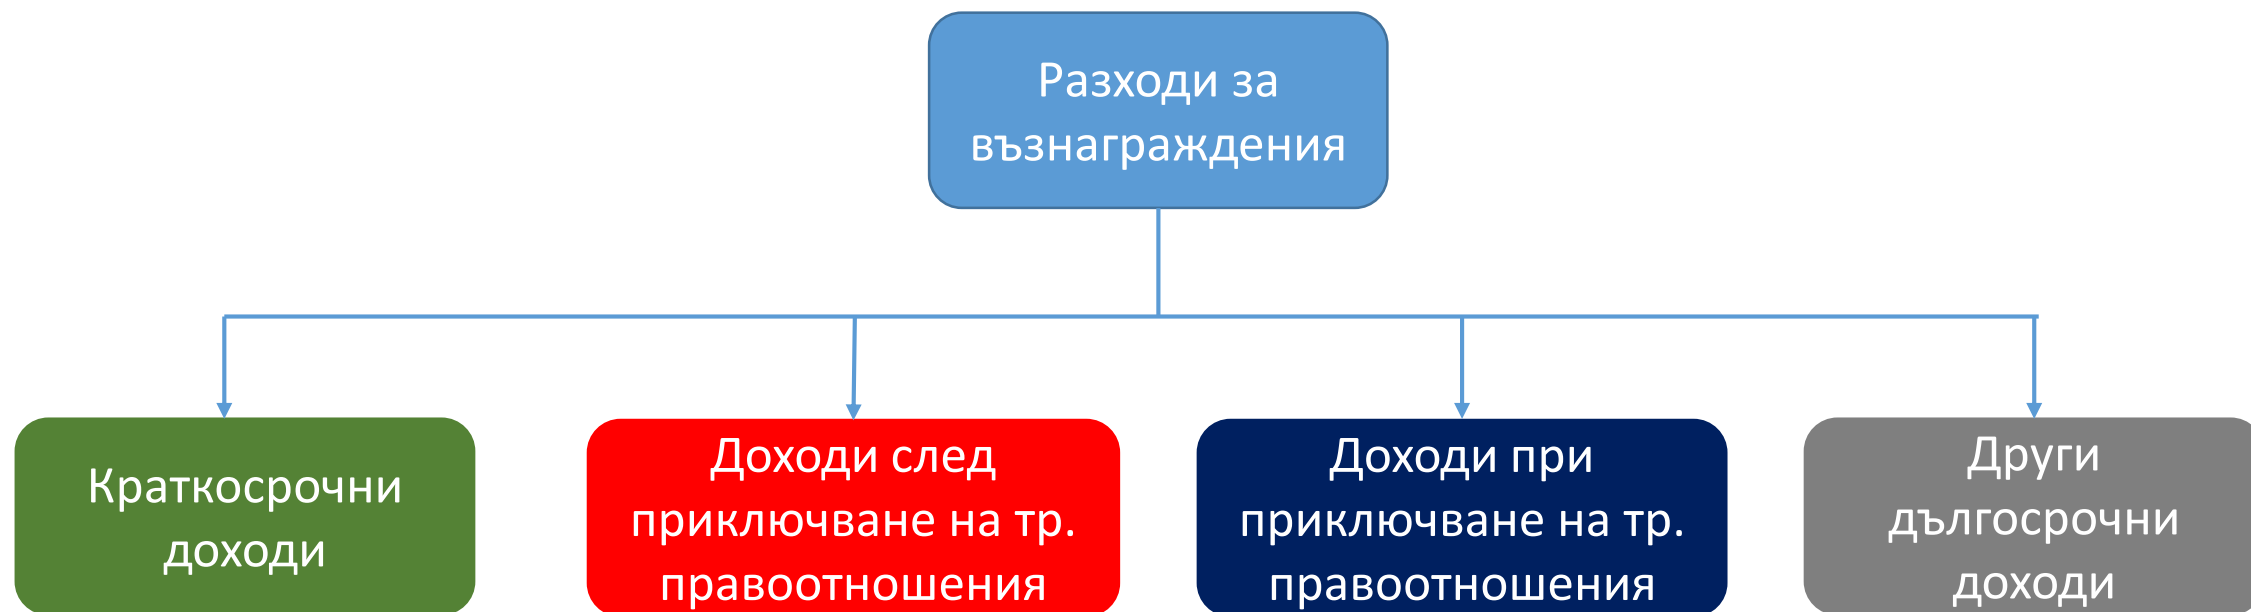 Разходи за
възнаграждения
Краткосрочни
доходи
Доходи след
приключване на тр.
правоотношения
Доходи при
приключване на тр.
правоотношения
Други
дългосрочни
доходи